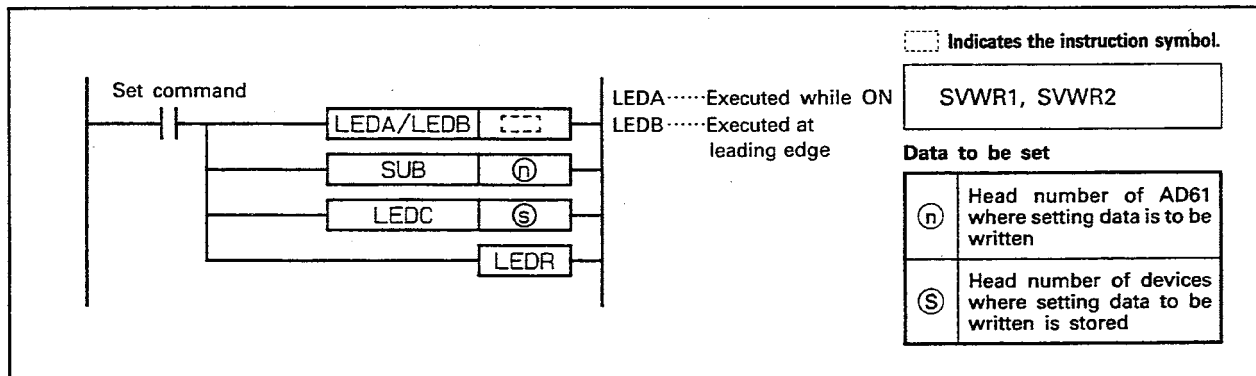 Set command
LEDA/LEDB
SUB ⓝ
LEDC ⓢ
LEDR
LEDA······Executed while ON
LEDB······Executed at
leading edge
Indicates the instruction symbol.
SVWR1, SVWR2
Data to be set
ⓝ Head number of AD61
where setting data is to be
written
Ⓢ Head number of devices
where setting data to be
written is stored